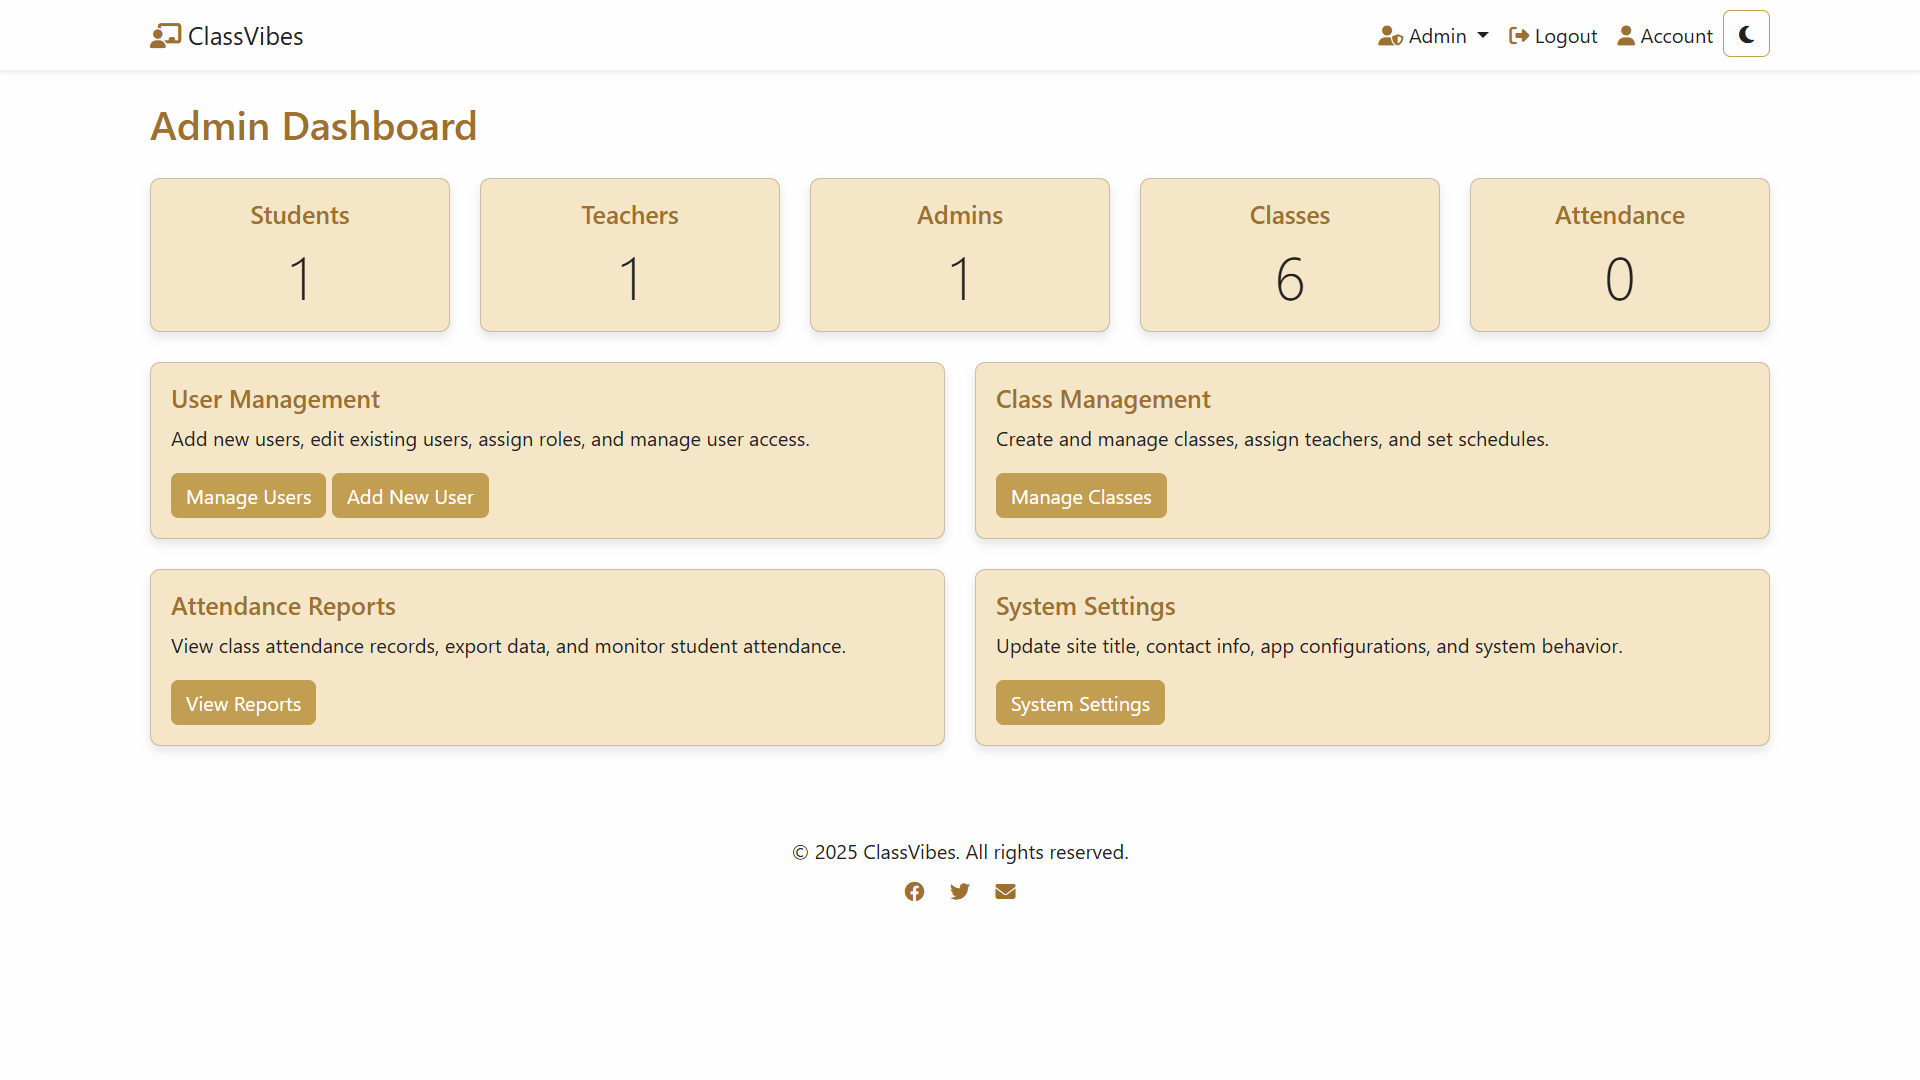 ClassVibes
Admin
Logout
Account
Admin Dashboard
Students
1
Teachers
1
Admins
1
Classes
6
Attendance
0
User Management
Add new users, edit existing users, assign roles, and manage user access.
Manage Users
Add New User
Class Management
Create and manage classes, assign teachers, and set schedules.
Manage Classes
Attendance Reports
View class attendance records, export data, and monitor student attendance.
View Reports
System Settings
Update site title, contact info, app configurations, and system behavior.
System Settings
© 2025 ClassVibes. All rights reserved.